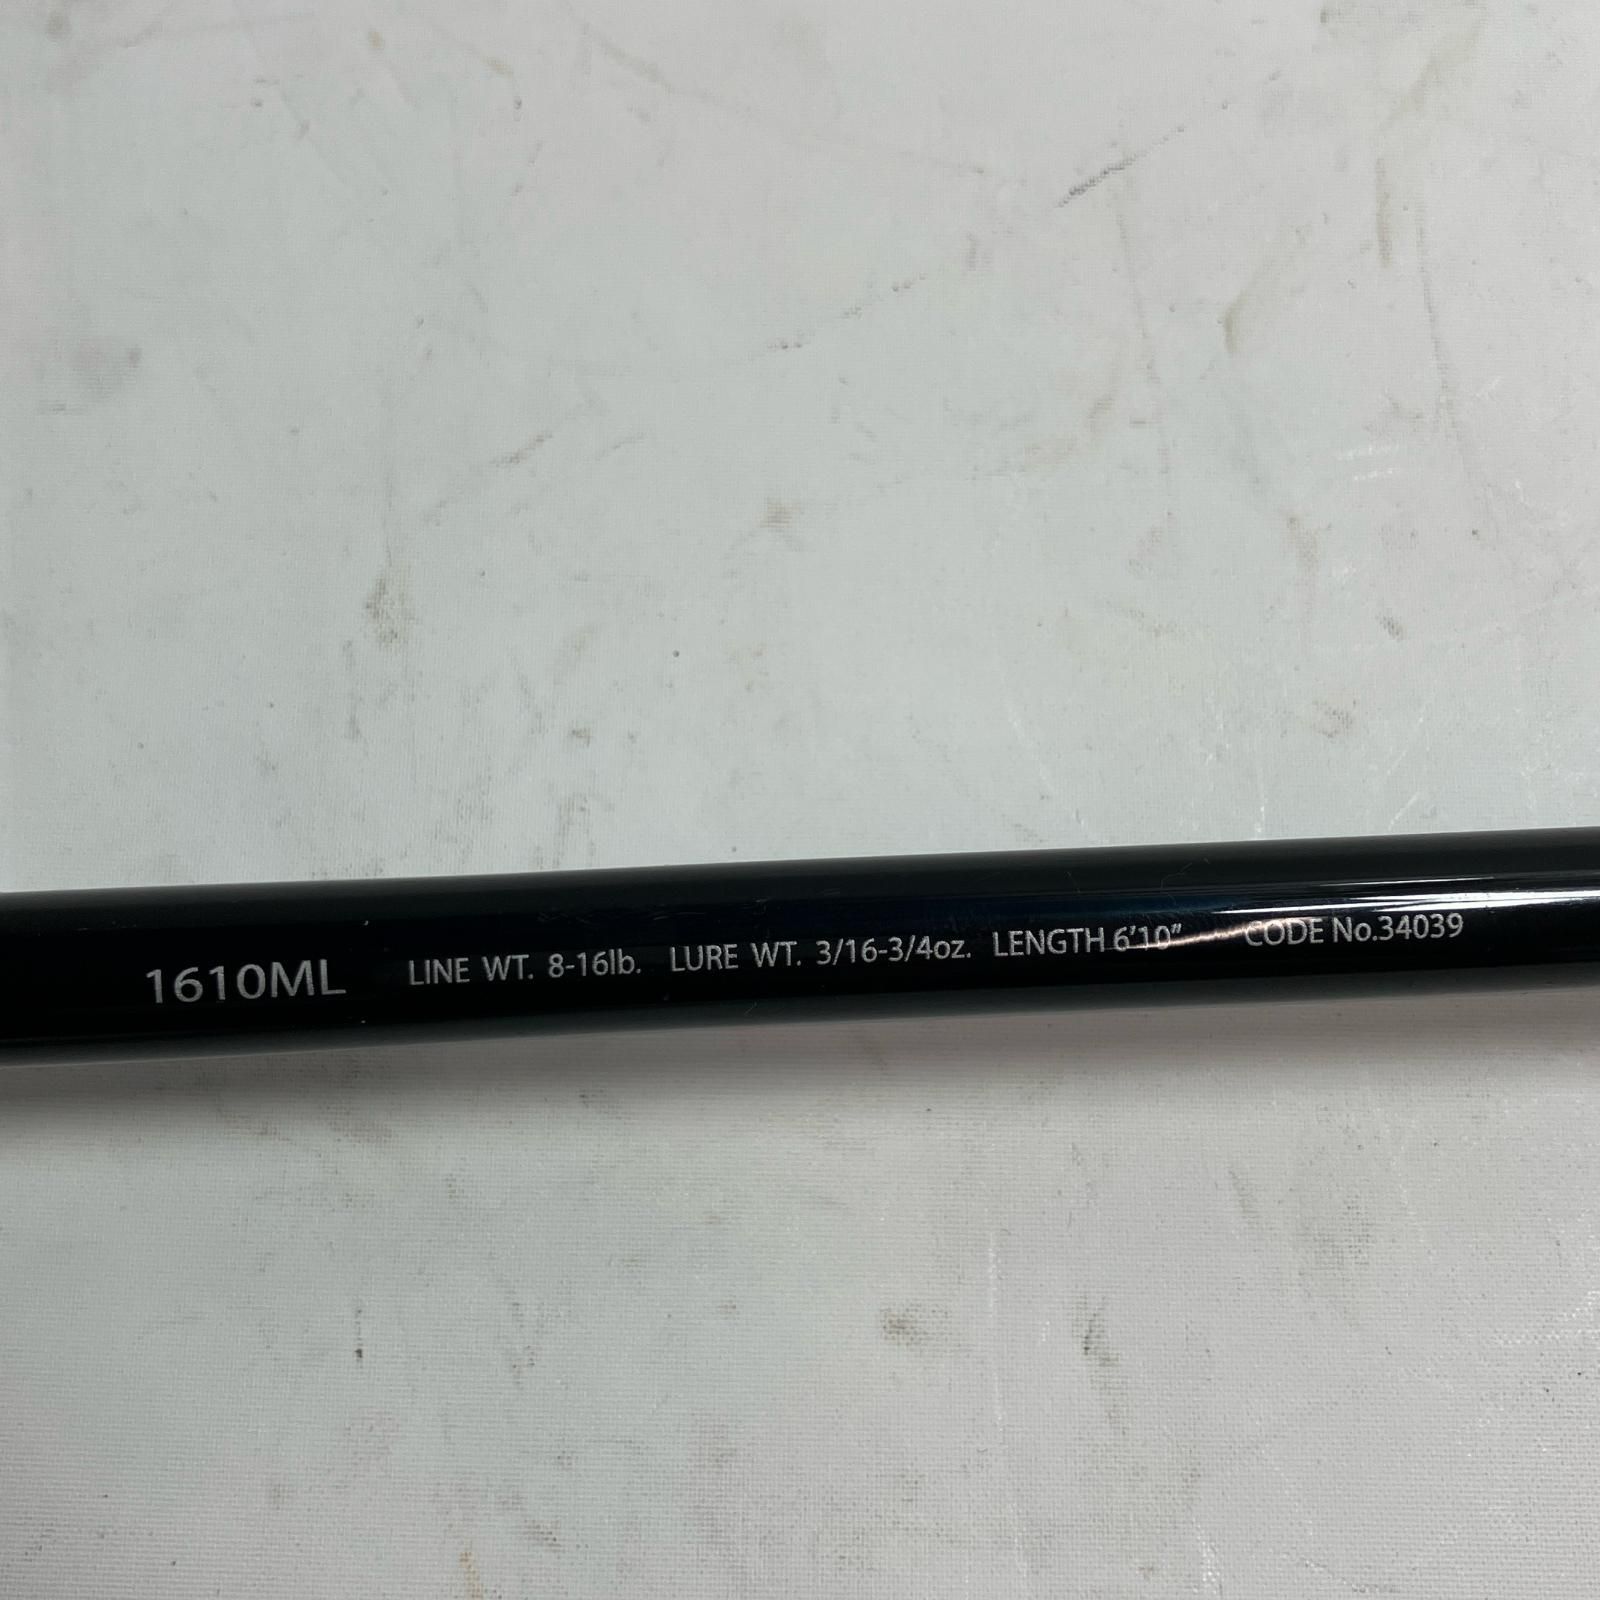 1610ML LINE WT. 8-16lb. LURE WT. 3/16-3/4oz. LENGTH 6'10" CODE No.34039